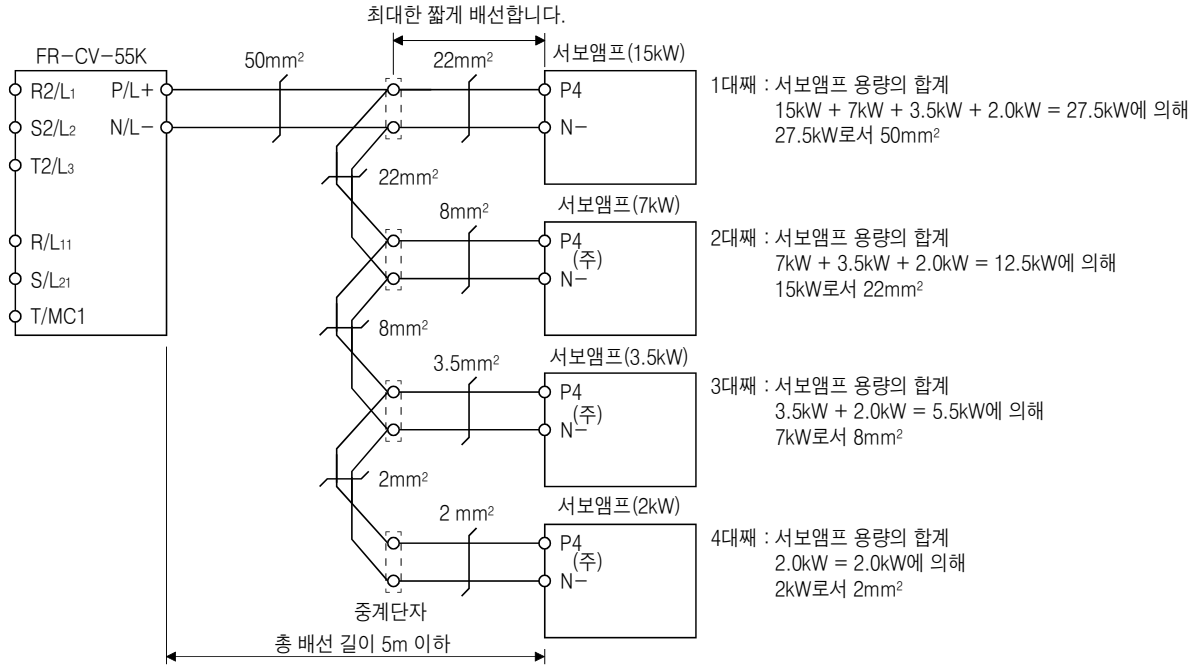 최대한 짧게 배선합니다.
FR-CV-55K
50mm²
22mm²
서보앰프(15kW)
R2/L1
P/L+
P4
S2/L2
N/L-
N-
T2/L3
R/L11
S/L21
T/MC1
1대째 : 서보앰프 용량의 합계
15kW + 7kW + 3.5kW + 2.0kW = 27.5kW에 의해
27.5kW로서 50mm²
22mm²
8mm²
서보앰프(7kW)
P4
(주)
N-
2대째 : 서보앰프 용량의 합계
7kW + 3.5kW + 2.0kW = 12.5kW에 의해
15kW로서 22mm²
8mm²
3.5mm²
서보앰프(3.5kW)
P4
(주)
N-
3대째 : 서보앰프 용량의 합계
3.5kW + 2.0kW = 5.5kW에 의해
7kW로서 8mm²
2mm²
2 mm²
서보앰프(2kW)
P4
(주)
N-
4대째 : 서보앰프 용량의 합계
2.0kW = 2.0kW에 의해
2kW로서 2mm²
중계단자
총 배선 길이 5m 이하